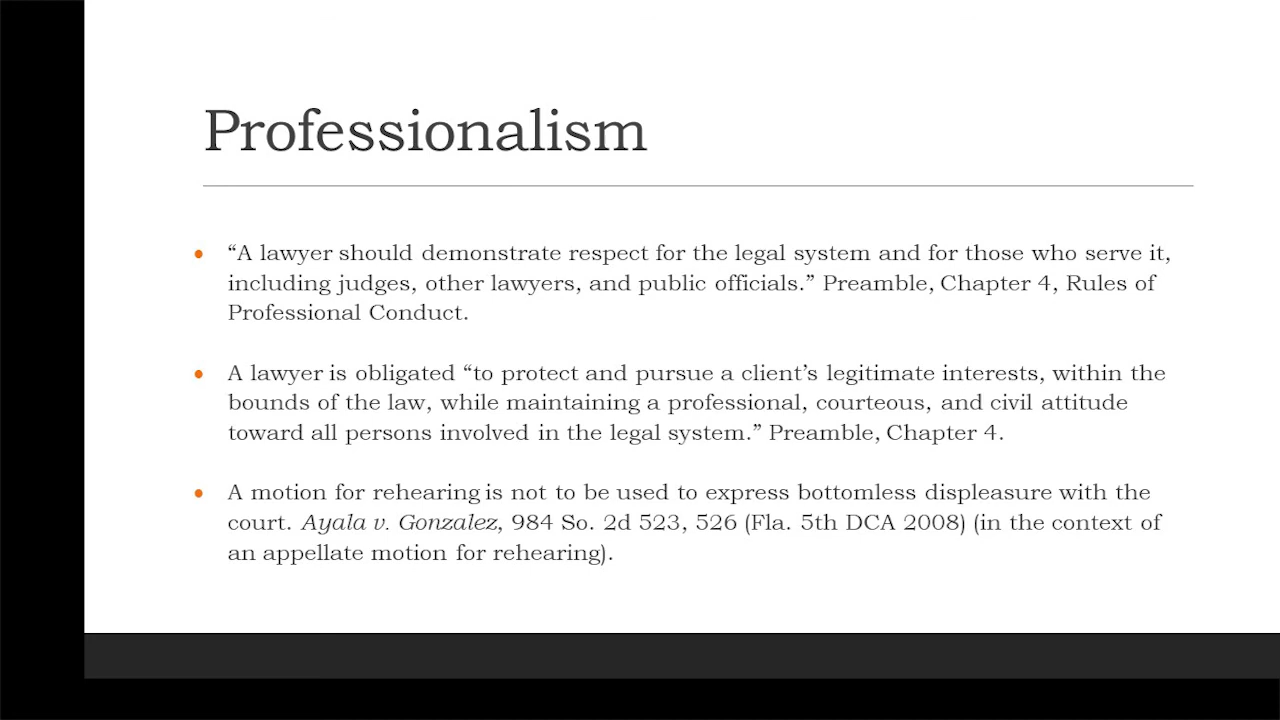 Professionalism
• “A lawyer should demonstrate respect for the legal system and for those who serve it,
including judges, other lawyers, and public officials.” Preamble, Chapter 4, Rules of
Professional Conduct.
• A lawyer is obligated “to protect and pursue a client’s legitimate interests, within the
bounds of the law, while maintaining a professional, courteous, and civil attitude
toward all persons involved in the legal system.” Preamble, Chapter 4.
• A motion for rehearing is not to be used to express bottomless displeasure with the
court. Ayala v. Gonzalez, 984 So. 2d 523, 526 (Fla. 5th DCA 2008) (in the context of
an appellate motion for rehearing).